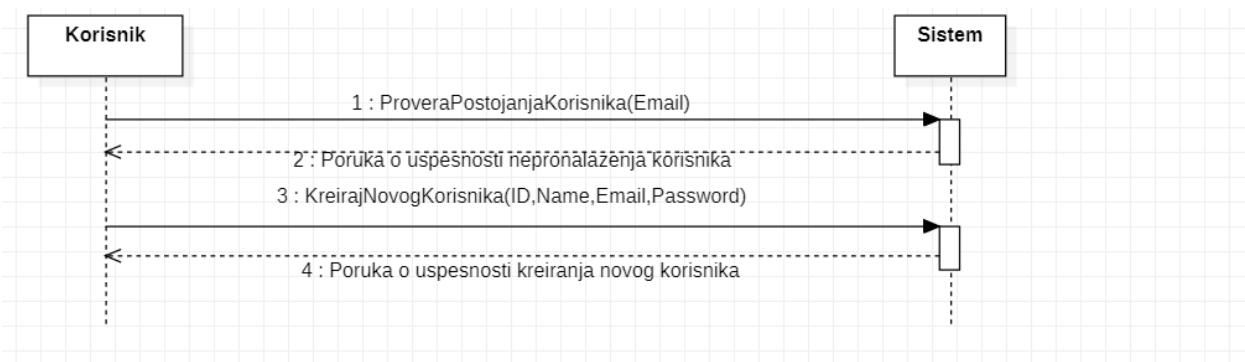 Korisnik
Sistem
1 : ProveraPostojanjaKorisnika(Email)
2 : Poruka o uspesnosti nepronalazenja korisnika
3 : KreirajNovogKorisnika(ID,Name,Email,Password)
4 : Poruka o uspesnosti kreiranja novog korisnika